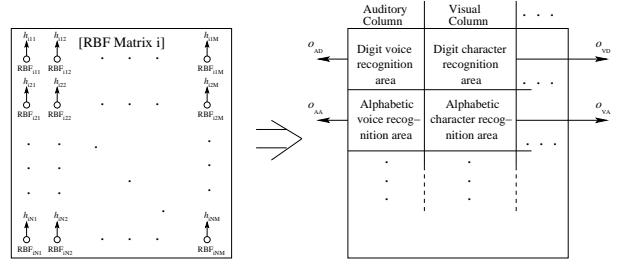 h_i11 h_i12 [RBF Matrix i] h_i1M
RBF_i11 RBF_i12 . . . RBF_i1M
h_i21 h_i22 h_i2M
RBF_i21 RBF_i22 . . . RBF_i2M
h_iN1 h_iN2 h_iNM
RBF_iN1 RBF_iN2 . . . RBF_iNM
Auditory Column
Visual Column
. . .
o_AD
Digit voice recognition area
Digit character recognition area
. . .
o_VD
o_AA
Alphabetic voice recog–nition area
Alphabetic character recog–nition area
. . .
o_VA